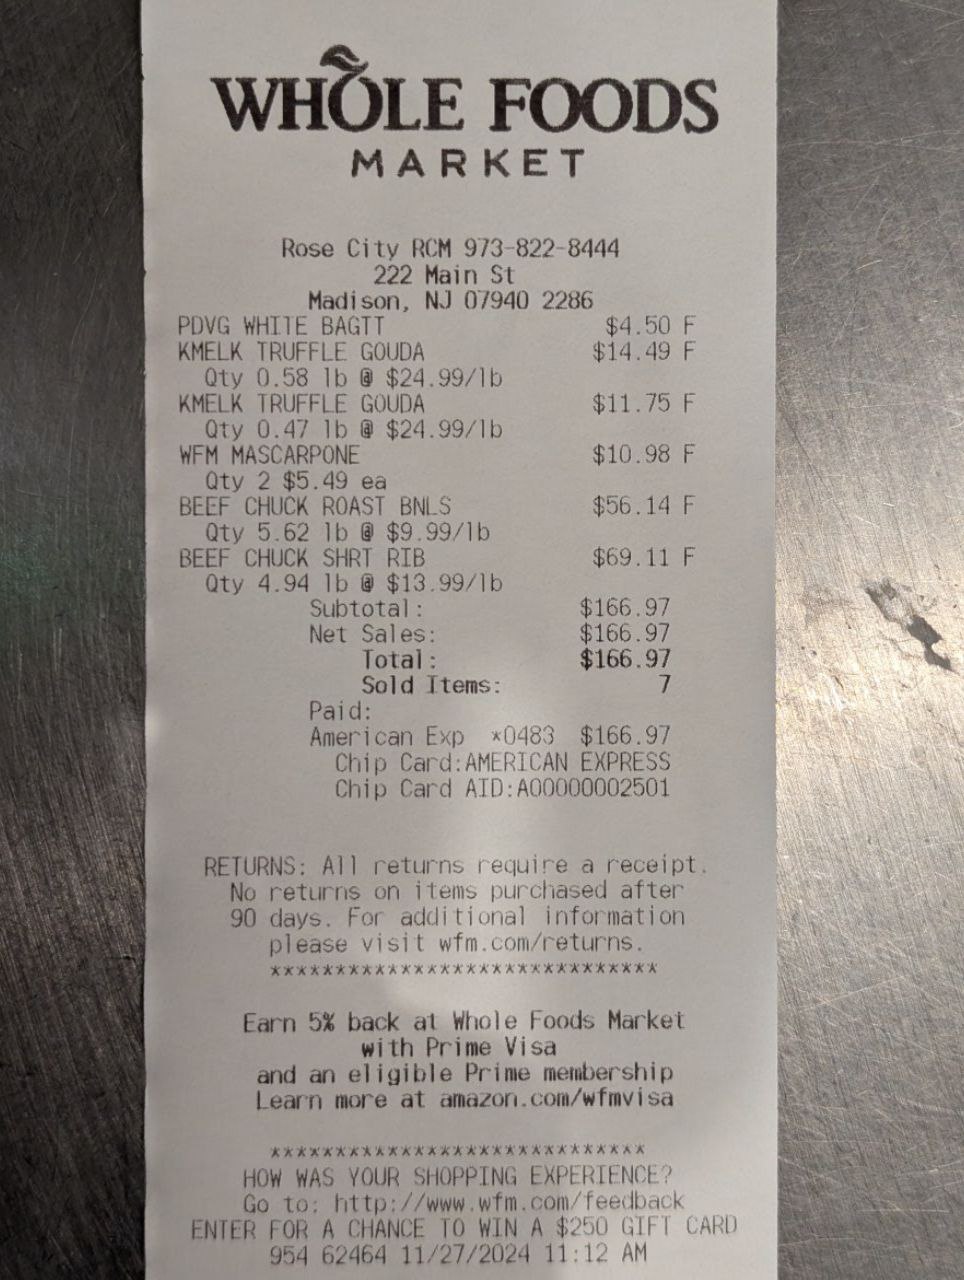 WHOLE FOODS
MARKET
Rose City RCM 973-822-8444
222 Main St
Madison, NJ 07940 2286
PDVG WHITE BAGTT $4.50 F
KMELK TRUFFLE GOUDA $14.49 F
Qty 0.58 lb @ $24.99/lb
KMELK TRUFFLE GOUDA $11.75 F
Qty 0.47 lb @ $24.99/lb
WFM MASCARPONE $10.98 F
Qty 2 $5.49 ea
BEEF CHUCK ROAST BNLS $56.14 F
Qty 5.62 lb @ $9.99/lb
BEEF CHUCK SHRT RIB $69.11 F
Qty 4.94 lb @ $13.99/lb
Subtotal: $166.97
Net Sales: $166.97
Total: $166.97
Sold Items: 7
Paid:
American Exp *0483 $166.97
Chip Card:AMERICAN EXPRESS
Chip Card AID:A00000002501
RETURNS: All returns require a receipt.
No returns on items purchased after
90 days. For additional information
please visit wfm.com/returns.
******************************
Earn 5% back at Whole Foods Market
with Prime Visa
and an eligible Prime membership
Learn more at amazon.com/wfmvisa
*****************************
HOW WAS YOUR SHOPPING EXPERIENCE?
Go to: http://www.wfm.com/feedback
ENTER FOR A CHANCE TO WIN A $250 GIFT CARD
954 62464 11/27/2024 11:12 AM